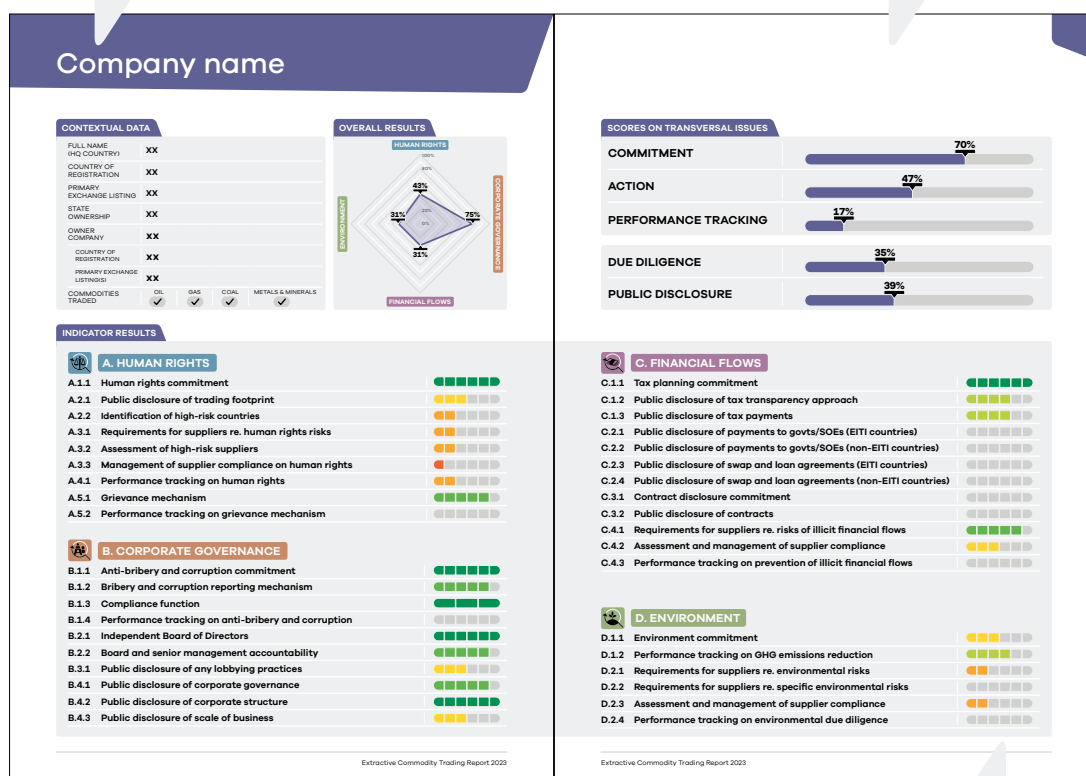 Company name
CONTEXTUAL DATA
FULL NAME
(HQ COUNTRY)
XX
COUNTRY OF
REGISTRATION
XX
PRIMARY
EXCHANGE LISTING
XX
STATE
OWNERSHIP
XX
OWNER
COMPANY
XX
COUNTRY OF
REGISTRATION
XX
PRIMARY EXCHANGE
LISTING(S)
XX
COMMODITIES
TRADED
OIL
GAS
COAL
METALS & MINERALS
OVERALL RESULTS
HUMAN RIGHTS
100%
80%
43%
CORPORATE GOVERNANCE
ENVIRONMENT
31%
20%
75%
0%
31%
FINANCIAL FLOWS
INDICATOR RESULTS
A. HUMAN RIGHTS
A.1.1 Human rights commitment
A.2.1 Public disclosure of trading footprint
A.2.2 Identification of high-risk countries
A.3.1 Requirements for suppliers re. human rights risks
A.3.2 Assessment of high-risk suppliers
A.3.3 Management of supplier compliance on human rights
A.4.1 Performance tracking on human rights
A.5.1 Grievance mechanism
A.5.2 Performance tracking on grievance mechanism
B. CORPORATE GOVERNANCE
B.1.1 Anti-bribery and corruption commitment
B.1.2 Bribery and corruption reporting mechanism
B.1.3 Compliance function
B.1.4 Performance tracking on anti-bribery and corruption
B.2.1 Independent Board of Directors
B.2.2 Board and senior management accountability
B.3.1 Public disclosure of any lobbying practices
B.4.1 Public disclosure of corporate governance
B.4.2 Public disclosure of corporate structure
B.4.3 Public disclosure of scale of business
Extractive Commodity Trading Report 2023
SCORES ON TRANSVERSAL ISSUES
COMMITMENT 70%
ACTION 47%
PERFORMANCE TRACKING 17%
DUE DILIGENCE 35%
PUBLIC DISCLOSURE 39%
C. FINANCIAL FLOWS
C.1.1 Tax planning commitment
C.1.2 Public disclosure of tax transparency approach
C.1.3 Public disclosure of tax payments
C.2.1 Public disclosure of payments to govts/SOEs (EITI countries)
C.2.2 Public disclosure of payments to govts/SOEs (non-EITI countries)
C.2.3 Public disclosure of swap and loan agreements (EITI countries)
C.2.4 Public disclosure of swap and loan agreements (non-EITI countries)
C.3.1 Contract disclosure commitment
C.3.2 Public disclosure of contracts
C.4.1 Requirements for suppliers re. risks of illicit financial flows
C.4.2 Assessment and management of supplier compliance
C.4.3 Performance tracking on prevention of illicit financial flows
D. ENVIRONMENT
D.1.1 Environment commitment
D.1.2 Performance tracking on GHG emissions reduction
D.2.1 Requirements for suppliers re. environmental risks
D.2.2 Requirements for suppliers re. specific environmental risks
D.2.3 Assessment and management of supplier compliance
D.2.4 Performance tracking on environmental due diligence
Extractive Commodity Trading Report 2023